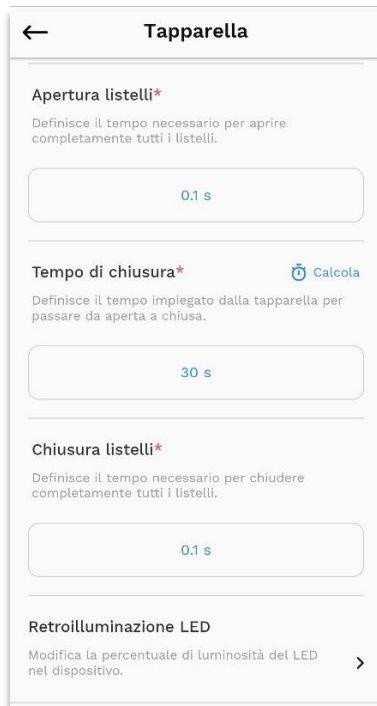 Tapparella
Apertura listelli*
Definisce il tempo necessario per aprire
completamente tutti i listelli.
0.1 s
Tempo di chiusura*
Calcola
Definisce il tempo impiegato dalla tapparella per
passare da aperta a chiusa.
30 s
Chiusura listelli*
Definisce il tempo necessario per chiudere
completamente tutti i listelli.
0.1 s
Retroilluminazione LED
Modifica la percentuale di luminosità del LED
nel dispositivo.